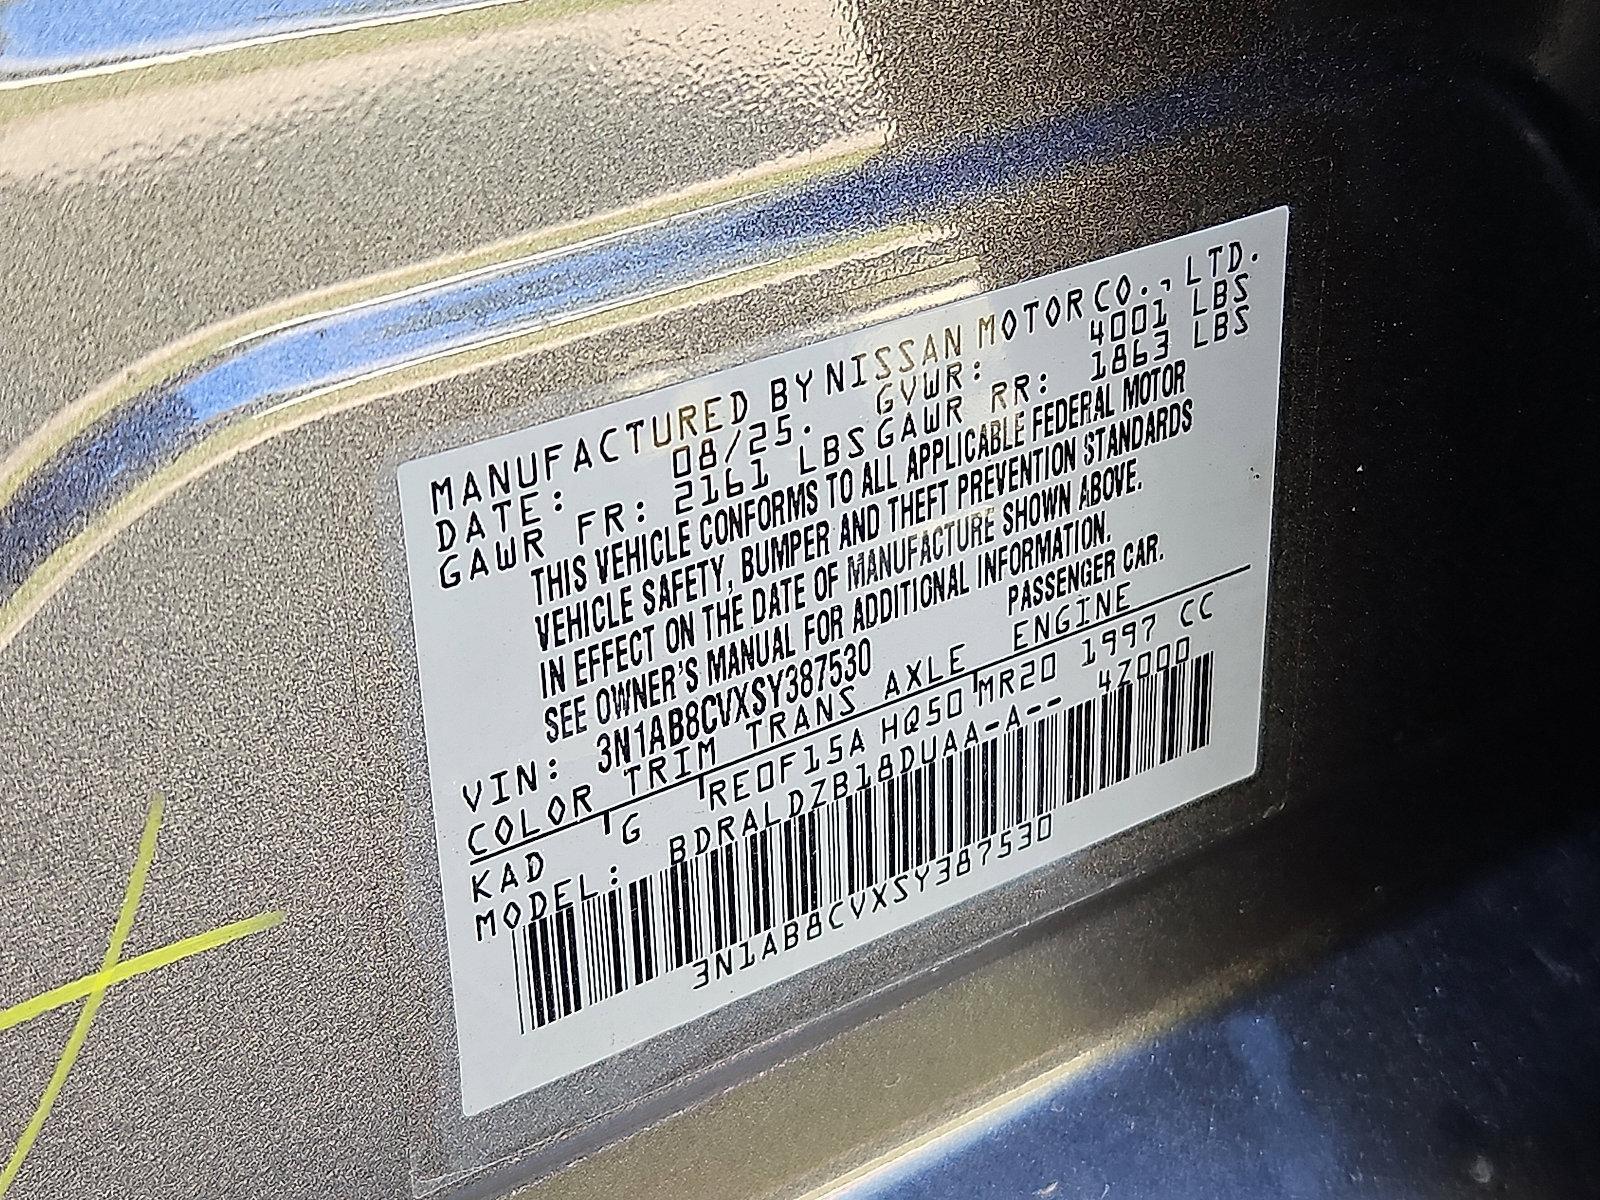 MANUFACTURED BY NISSAN MOTOR CO., LTD.
DATE: 08/25. GVWR: 4001 LBS
GAWR FR: 2161 LBS GAWR RR: 1863 LBS
THIS VEHICLE CONFORMS TO ALL APPLICABLE FEDERAL MOTOR
VEHICLE SAFETY, BUMPER AND THEFT PREVENTION STANDARDS
IN EFFECT ON THE DATE OF MANUFACTURE SHOWN ABOVE.
SEE OWNER'S MANUAL FOR ADDITIONAL INFORMATION.
VIN: 3N1AB8CVXSY387530 PASSENGER CAR.
COLOR TRIM TRANS AXLE ENGINE
KAD G RE0F15A HQ50 MR20 1997 CC
MODEL: BDRALDZB18DUAA-A-- 4Z000
3N1AB8CVXSY387530